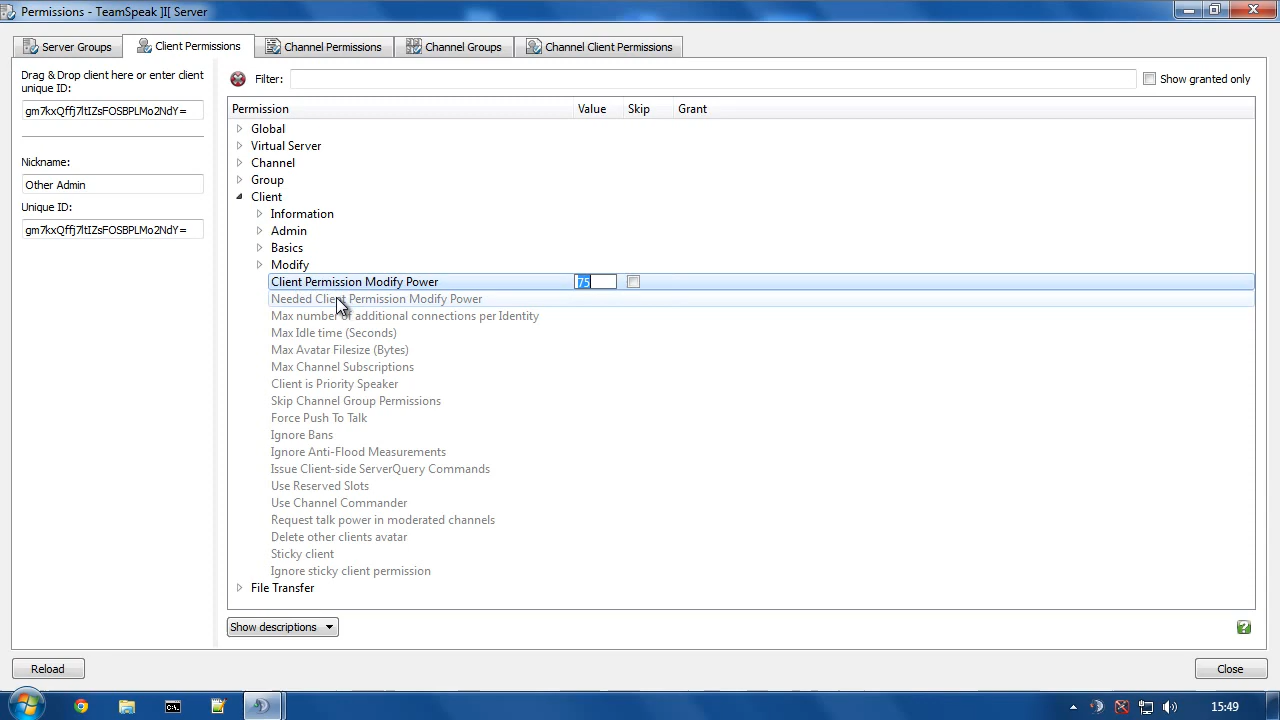 Permissions - TeamSpeak ]I[ Server
Server Groups
Client Permissions
Channel Permissions
Channel Groups
Channel Client Permissions
Drag & Drop client here or enter client
unique ID:
gm7kxQffj7ltIZsFOSBPLMo2NdY=
Nickname:
Other Admin
Unique ID:
gm7kxQffj7ltIZsFOSBPLMo2NdY=
Filter:
Show granted only
Permission Value Skip Grant
Global
Virtual Server
Channel
Group
Client
Information
Admin
Basics
Modify
Client Permission Modify Power 75
Needed Client Permission Modify Power
Max number of additional connections per Identity
Max Idle time (Seconds)
Max Avatar Filesize (Bytes)
Max Channel Subscriptions
Client is Priority Speaker
Skip Channel Group Permissions
Force Push To Talk
Ignore Bans
Ignore Anti-Flood Measurements
Issue Client-side ServerQuery Commands
Use Reserved Slots
Use Channel Commander
Request talk power in moderated channels
Delete other clients avatar
Sticky client
Ignore sticky client permission
File Transfer
Show descriptions
Reload
Close
15:49